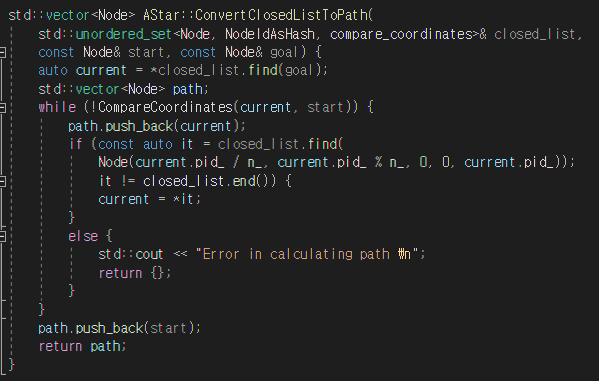 std::vector<Node> AStar::ConvertClosedListToPath(
    std::unordered_set<Node, NodeIdAsHash, compare_coordinates>& closed_list,
    const Node& start, const Node& goal) {
    auto current = *closed_list.find(goal);
    std::vector<Node> path;
    while (!CompareCoordinates(current, start)) {
        path.push_back(current);
        if (const auto it = closed_list.find(
            Node(current.pid_ / n_, current.pid_ % n_, 0, 0, current.pid_));
            it != closed_list.end()) {
            current = *it;
        }
        else {
            std::cout << "Error in calculating path ₩n";
            return {};
        }
    }
    path.push_back(start);
    return path;
}